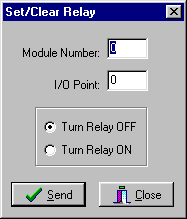 Set/Clear Relay
Module Number: 0
I/O Point: 0
Turn Relay OFF
Turn Relay ON
Send
Close